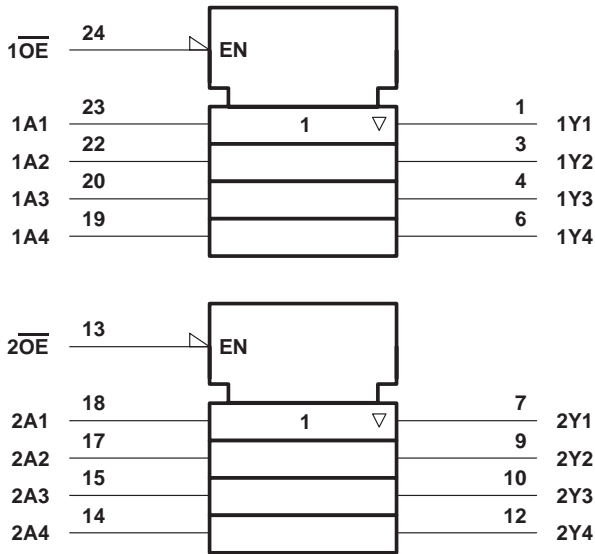 1OE 24 EN
1A1 23 1 1 1Y1
1A2 22 3 1Y2
1A3 20 4 1Y3
1A4 19 6 1Y4
2OE 13 EN
2A1 18 1 7 2Y1
2A2 17 9 2Y2
2A3 15 10 2Y3
2A4 14 12 2Y4